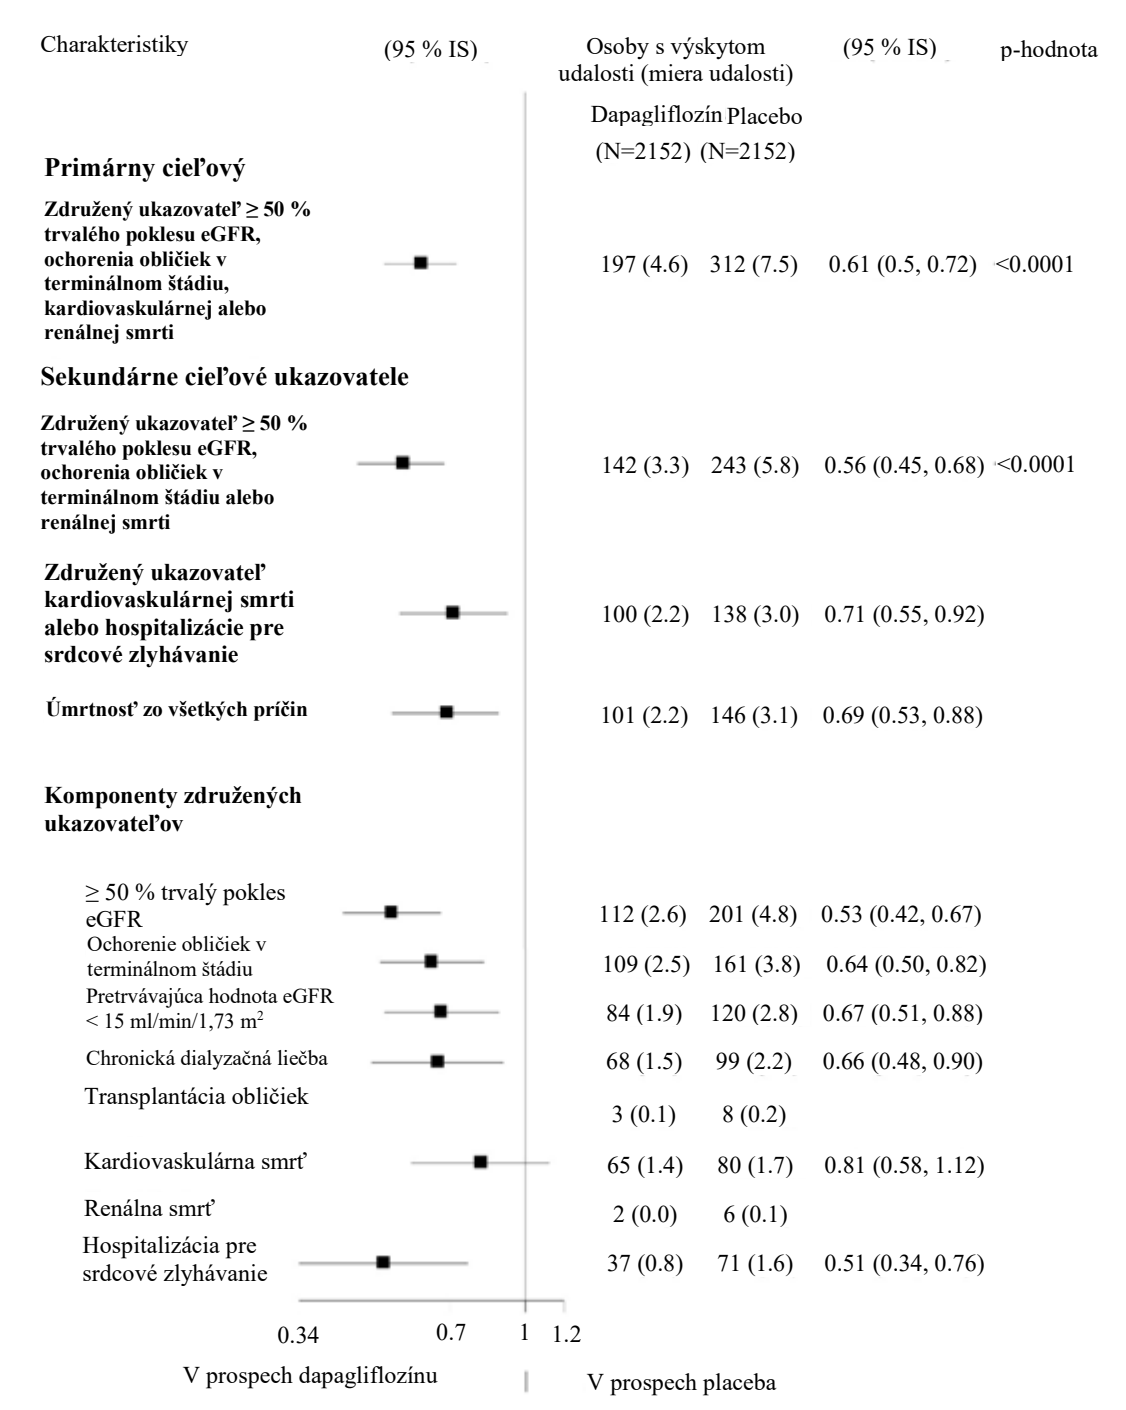 Charakteristiky (95 % IS) Osoby s výskytom (95 % IS) p-hodnota
udalosti (miera udalosti)
Dapagliflozín Placebo
(N=2152) (N=2152)
Primárny cieľový
Združený ukazovateľ ≥ 50 %
trvalého poklesu eGFR,
ochorenia obličiek v
terminálnom štádiu,
kardiovaskulárnej alebo
renálnej smrti
197 (4.6) 312 (7.5) 0.61 (0.5, 0.72) <0.0001
Sekundárne cieľové ukazovatele
Združený ukazovateľ ≥ 50 %
trvalého poklesu eGFR,
ochorenia obličiek v
terminálnom štádiu alebo
renálnej smrti
142 (3.3) 243 (5.8) 0.56 (0.45, 0.68) <0.0001
Združený ukazovateľ
kardiovaskulárnej smrti
alebo hospitalizácie pre
srdcové zlyhávanie
100 (2.2) 138 (3.0) 0.71 (0.55, 0.92)
Úmrtnosť zo všetkých príčin 101 (2.2) 146 (3.1) 0.69 (0.53, 0.88)
Komponenty združených
ukazovateľov
≥ 50 % trvalý pokles
eGFR 112 (2.6) 201 (4.8) 0.53 (0.42, 0.67)
Ochorenie obličiek v
terminálnom štádiu 109 (2.5) 161 (3.8) 0.64 (0.50, 0.82)
Pretrvávajúca hodnota eGFR
< 15 ml/min/1,73 m² 84 (1.9) 120 (2.8) 0.67 (0.51, 0.88)
Chronická dialyzačná liečba 68 (1.5) 99 (2.2) 0.66 (0.48, 0.90)
Transplantácia obličiek 3 (0.1) 8 (0.2)
Kardiovaskulárna smrť 65 (1.4) 80 (1.7) 0.81 (0.58, 1.12)
Renálna smrť 2 (0.0) 6 (0.1)
Hospitalizácia pre
srdcové zlyhávanie 37 (0.8) 71 (1.6) 0.51 (0.34, 0.76)
0.34 0.7 1 1.2
V prospech dapagliflozínu V prospech placeba